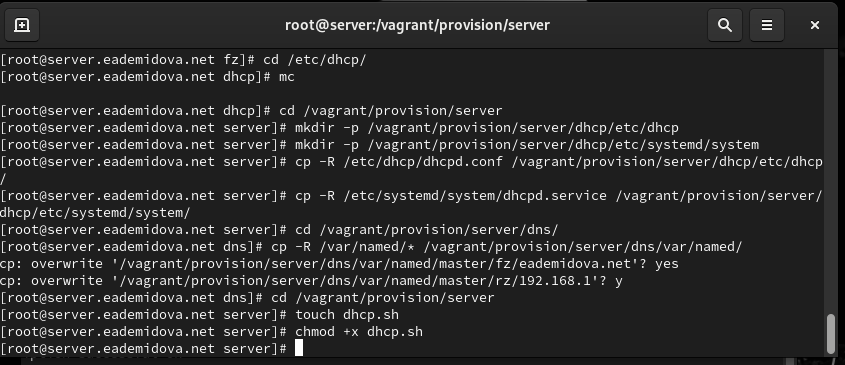 root@server:/vagrant/provision/server
[root@server.eademidova.net fz]# cd /etc/dhcp/
[root@server.eademidova.net dhcp]# mc
[root@server.eademidova.net dhcp]# cd /vagrant/provision/server
[root@server.eademidova.net server]# mkdir -p /vagrant/provision/server/dhcp/etc/dhcp
[root@server.eademidova.net server]# mkdir -p /vagrant/provision/server/dhcp/etc/systemd/system
[root@server.eademidova.net server]# cp -R /etc/dhcp/dhcpd.conf /vagrant/provision/server/dhcp/etc/dhcp
/
[root@server.eademidova.net server]# cp -R /etc/systemd/system/dhcpd.service /vagrant/provision/server/
dhcp/etc/systemd/system/
[root@server.eademidova.net server]# cd /vagrant/provision/server/dns/
[root@server.eademidova.net dns]# cp -R /var/named/* /vagrant/provision/server/dns/var/named/
cp: overwrite '/vagrant/provision/server/dns/var/named/master/fz/eademidova.net'? yes
cp: overwrite '/vagrant/provision/server/dns/var/named/master/rz/192.168.1'? y
[root@server.eademidova.net dns]# cd /vagrant/provision/server
[root@server.eademidova.net server]# touch dhcp.sh
[root@server.eademidova.net server]# chmod +x dhcp.sh
[root@server.eademidova.net server]#